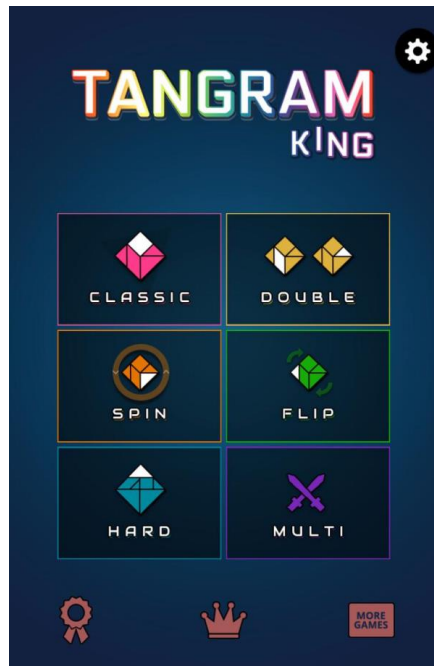 TANGRAM
KING
CLASSIC
DOUBLE
SPIN
FLIP
HARD
MULTI
MORE
GAMES